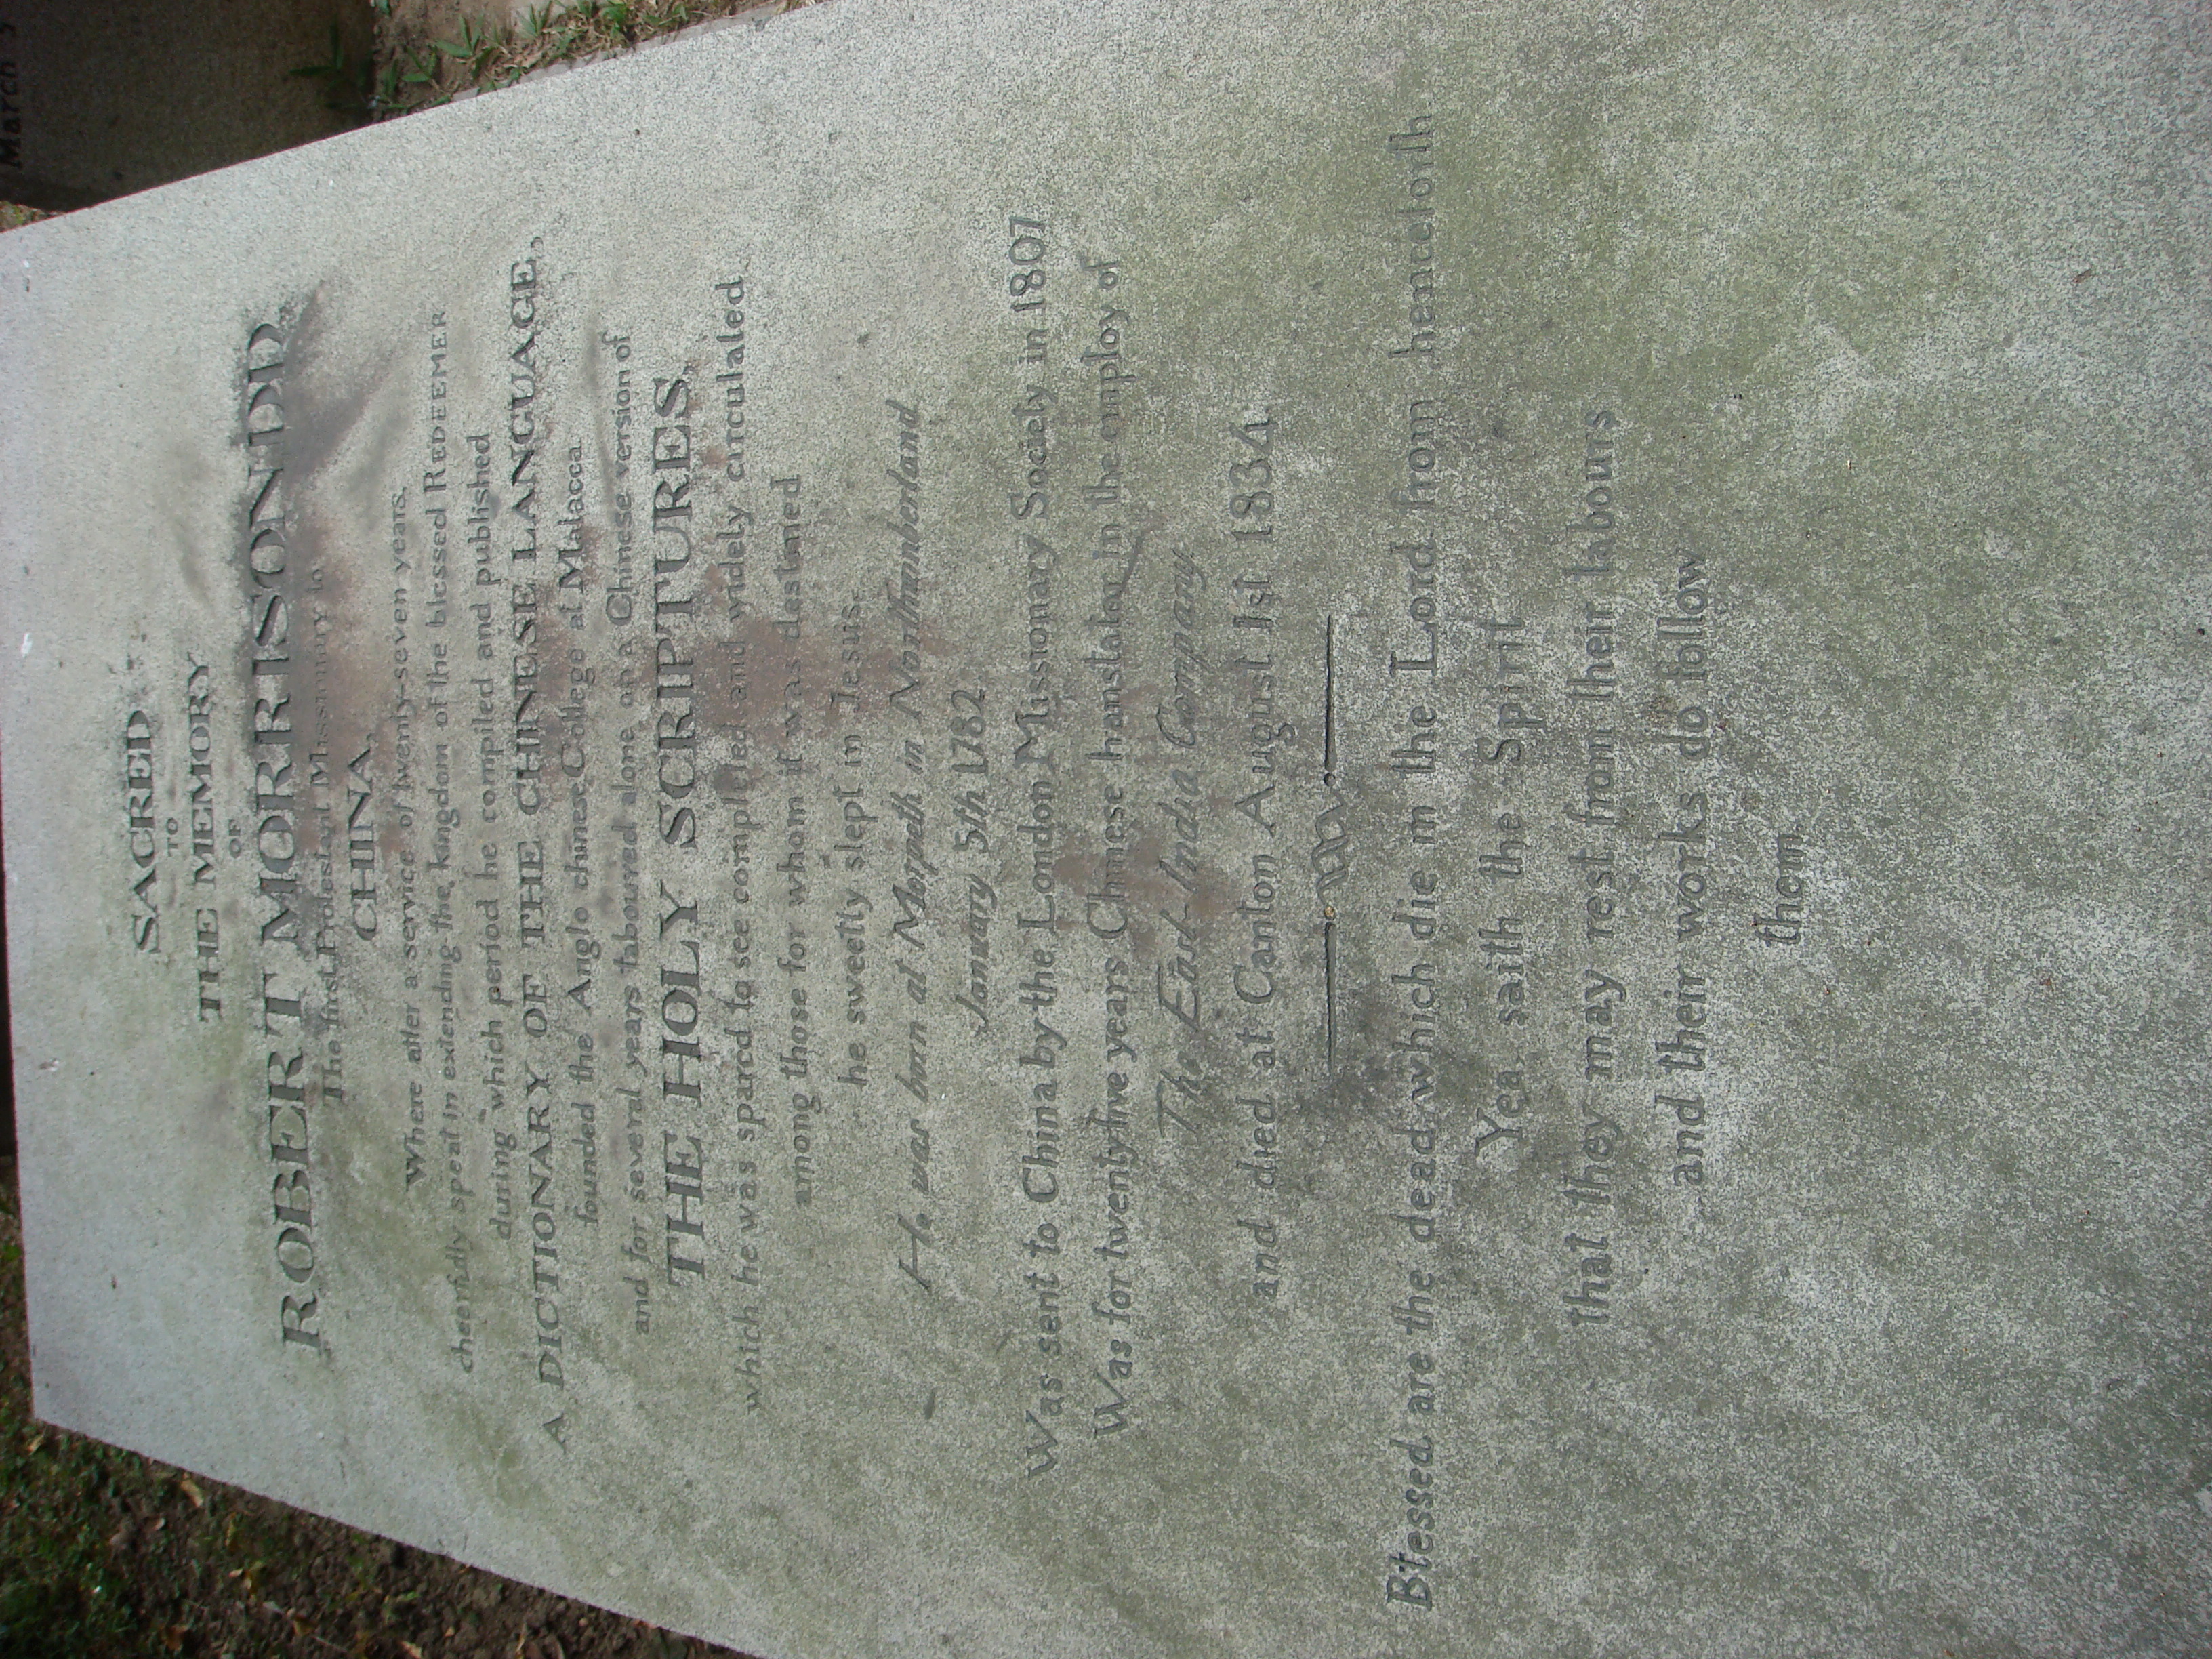 SACRED
TO
THE MEMORY
OF
ROBERT MORRISON DD.
The first Protestant Missionary to
CHINA,
Where after a service of twenty-seven years,
cheerfully spent in extending the kingdom of the blessed REDEEMER
during which period he compiled and published
A DICTIONARY OF THE CHINESE LANGUAGE,
founded the Anglo chinese College at Malacca
and for several years laboured alone on a Chinese version of
THE HOLY SCRIPTURES,
which he was spared to see completed and widely circulated
among those for whom it was destined
he sweetly slept in Jesus.
He was born at Morpeth in Northumberland
January 5th 1782
Was sent to China by the London Missionary Society in 1807
Was for twenty five years Chinese translator in the employ of
The East India Company
and died at Canton August 1st 1834.
Blessed are the dead which die in the Lord from henceforth
Yea saith the Spirit
that they may rest from their labours
and their works do follow
them
March